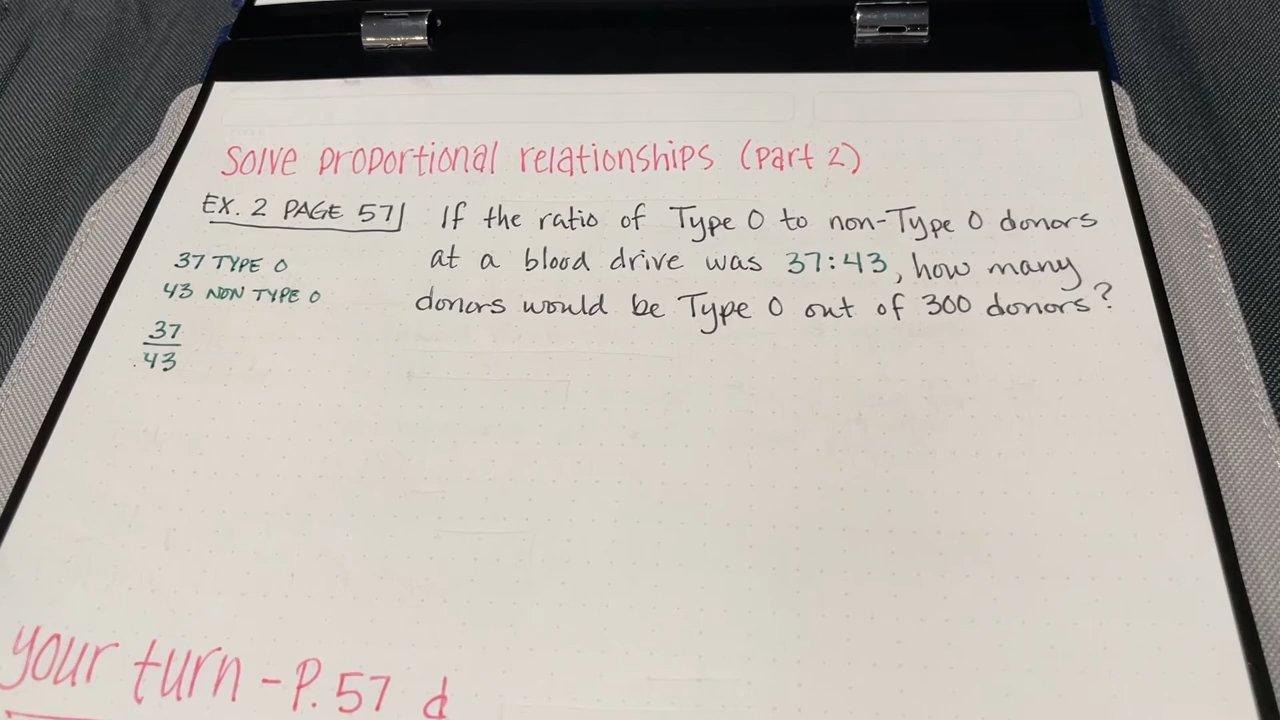 Solve proportional relationships (part 2)
EX. 2 PAGE 57
If the ratio of Type O to non-Type O donors
at a blood drive was 37:43, how many
donors would be Type O out of 300 donors?
37 TYPE O
43 NON TYPE O
37
43
your turn - P. 57 d